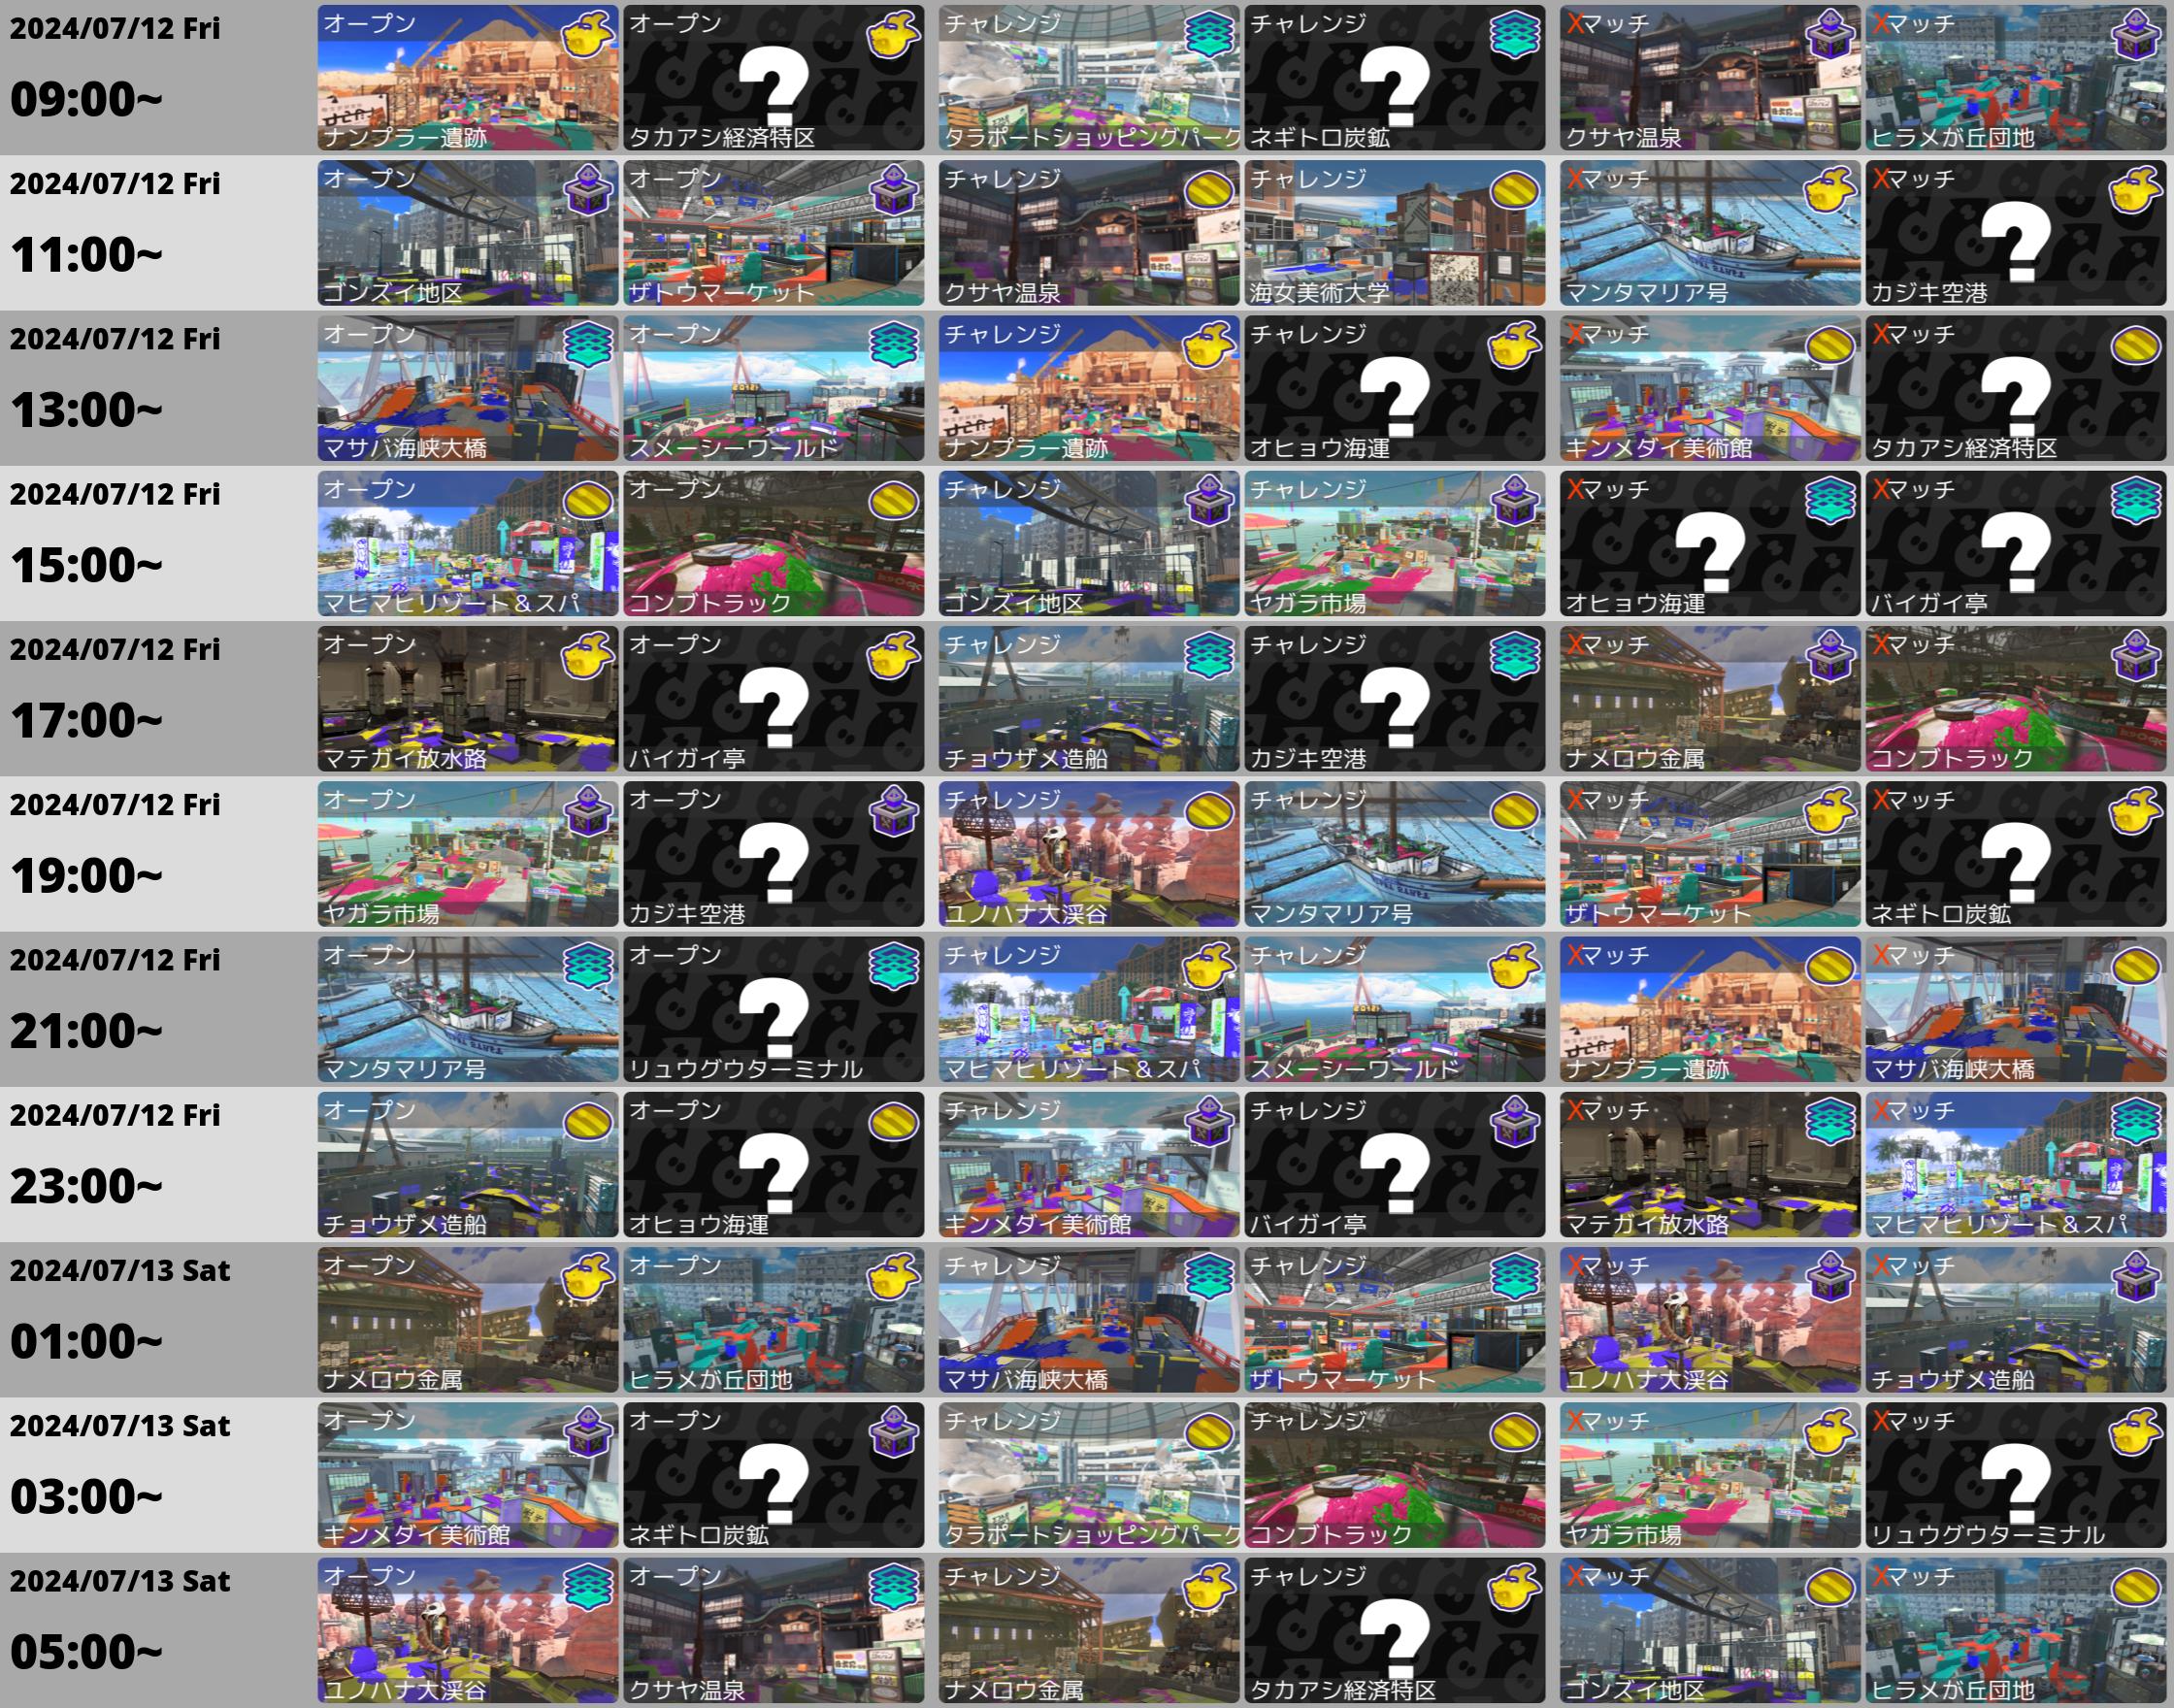 2024/07/12 Fri
09:00~
オープン
ナンプラー遺跡
オープン
タカアシ経済特区
チャレンジ
タラポートショッピングパーク
チャレンジ
ネギトロ炭鉱
Xマッチ
クサヤ温泉
Xマッチ
ヒラメが丘団地
2024/07/12 Fri
11:00~
オープン
ゴンズイ地区
オープン
ザトウマーケット
チャレンジ
クサヤ温泉
チャレンジ
海女美術大学
Xマッチ
マンタマリア号
Xマッチ
カジキ空港
2024/07/12 Fri
13:00~
オープン
マサバ海峡大橋
オープン
スメーシーワールド
チャレンジ
ナンプラー遺跡
チャレンジ
オヒョウ海運
Xマッチ
キンメダイ美術館
Xマッチ
タカアシ経済特区
2024/07/12 Fri
15:00~
オープン
マヒマヒリゾート＆スパ
オープン
コンブトラック
チャレンジ
ゴンズイ地区
チャレンジ
ヤガラ市場
Xマッチ
オヒョウ海運
Xマッチ
バイガイ亭
2024/07/12 Fri
17:00~
オープン
マテガイ放水路
オープン
バイガイ亭
チャレンジ
チョウザメ造船
チャレンジ
カジキ空港
Xマッチ
ナメロウ金属
Xマッチ
コンブトラック
2024/07/12 Fri
19:00~
オープン
ヤガラ市場
オープン
カジキ空港
チャレンジ
ユノハナ大渓谷
チャレンジ
マンタマリア号
Xマッチ
ザトウマーケット
Xマッチ
ネギトロ炭鉱
2024/07/12 Fri
21:00~
オープン
マンタマリア号
オープン
リュウグウターミナル
チャレンジ
マヒマヒリゾート＆スパ
チャレンジ
スメーシーワールド
Xマッチ
ナンプラー遺跡
Xマッチ
マサバ海峡大橋
2024/07/12 Fri
23:00~
オープン
チョウザメ造船
オープン
オヒョウ海運
チャレンジ
キンメダイ美術館
チャレンジ
バイガイ亭
Xマッチ
マテガイ放水路
Xマッチ
マヒマヒリゾート＆スパ
2024/07/13 Sat
01:00~
オープン
ナメロウ金属
オープン
ヒラメが丘団地
チャレンジ
マサバ海峡大橋
チャレンジ
ザトウマーケット
Xマッチ
ユノハナ大渓谷
Xマッチ
チョウザメ造船
2024/07/13 Sat
03:00~
オープン
キンメダイ美術館
オープン
ネギトロ炭鉱
チャレンジ
タラポートショッピングパーク
チャレンジ
コンブトラック
Xマッチ
ヤガラ市場
Xマッチ
リュウグウターミナル
2024/07/13 Sat
05:00~
オープン
ユノハナ大渓谷
オープン
クサヤ温泉
チャレンジ
ナメロウ金属
チャレンジ
タカアシ経済特区
Xマッチ
ゴンズイ地区
Xマッチ
ヒラメが丘団地